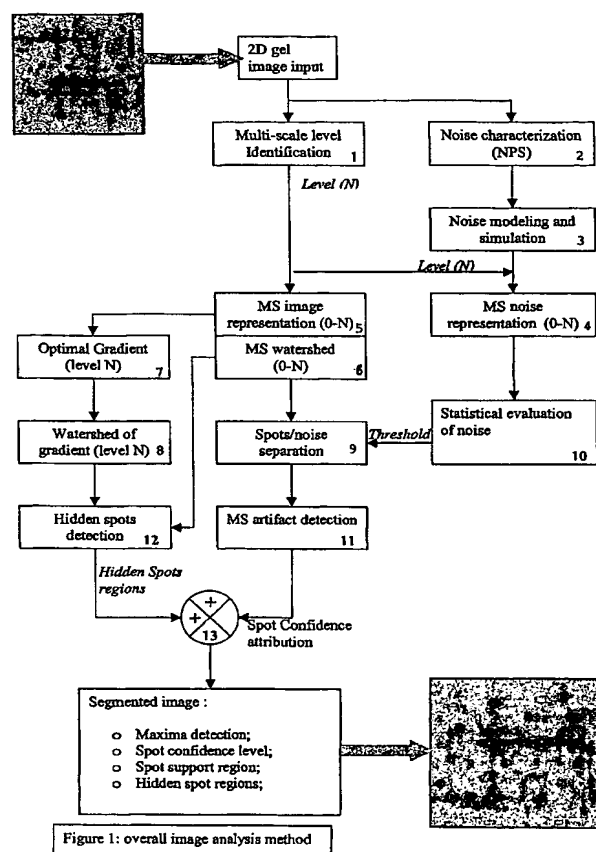 2D gel
image input
Multi-scale level
Identification 1
Noise characterization
(NPS) 2
Level (N)
Noise modeling and
simulation 3
Level (N)
MS image
representation (0-N) 5
MS noise
representation (0-N) 4
Optimal Gradient
(level N) 7
MS watershed
(0-N) 6
Watershed of
gradient (level N) 8
Spots/noise
separation 9
Threshold
Statistical evaluation
of noise 10
Hidden spots
detection 12
MS artifact detection
11
Hidden Spots
regions
+
+
13
Spot Confidence
attribution
Segmented image :
o Maxima detection;
o Spot confidence level;
o Spot support region;
o Hidden spot regions;
Figure 1: overall image analysis method